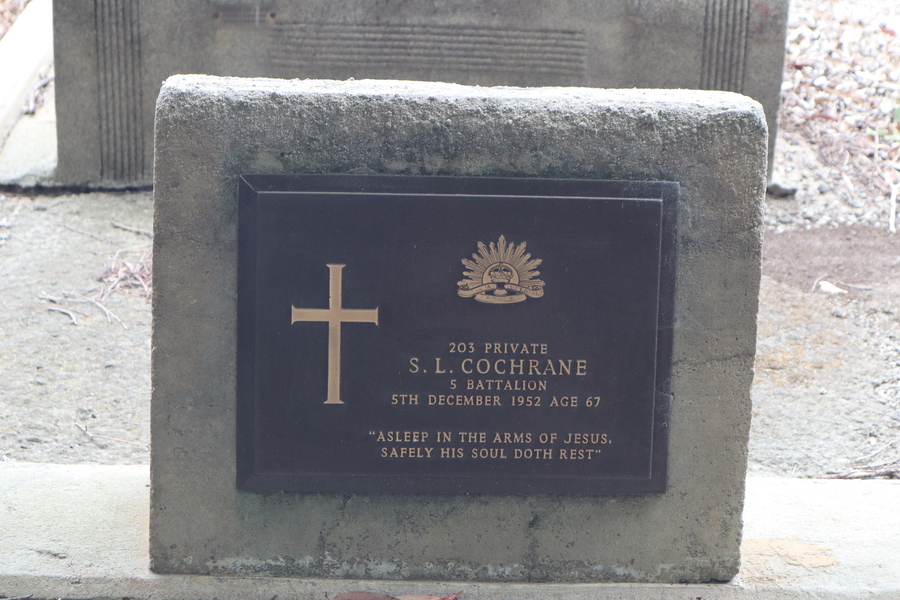 203 PRIVATE
S. L. COCHRANE
5 BATTALION
5TH DECEMBER 1952 AGE 67
"ASLEEP IN THE ARMS OF JESUS,
SAFELY HIS SOUL DOTH REST"